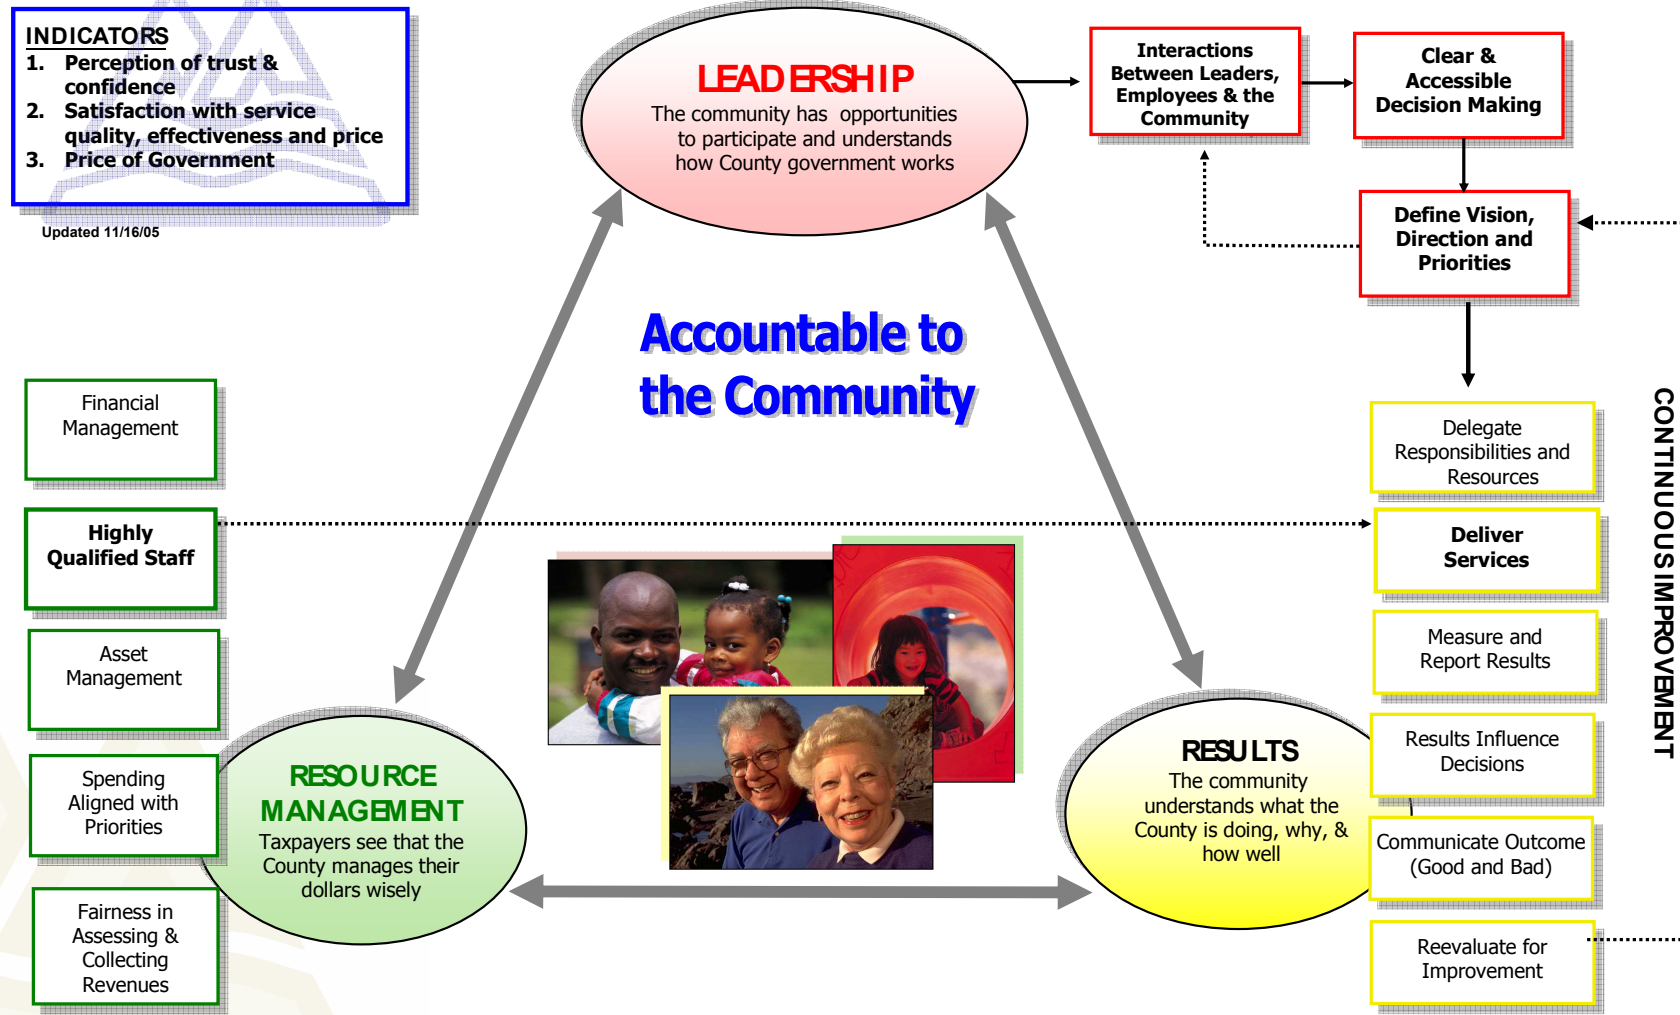 INDICATORS
1. Perception of trust &
confidence
2. Satisfaction with service
quality, effectiveness and price
3. Price of Government
Updated 11/16/05
LEADERSHIP
The community has opportunities
to participate and understands
how County government works
Interactions
Between Leaders,
Employees & the
Community
Clear &
Accessible
Decision Making
Define Vision,
Direction and
Priorities
Accountable to
the Community
Financial
Management
Highly
Qualified Staff
Asset
Management
Spending
Aligned with
Priorities
Fairness in
Assessing &
Collecting
Revenues
RESOURCE
MANAGEMENT
Taxpayers see that the
County manages their
dollars wisely
RESULTS
The community
understands what the
County is doing, why, &
how well
Delegate
Responsibilities and
Resources
Deliver
Services
Measure and
Report Results
Results Influence
Decisions
Communicate Outcome
(Good and Bad)
Reevaluate for
Improvement
CONTINUOUS IMPROVEMENT